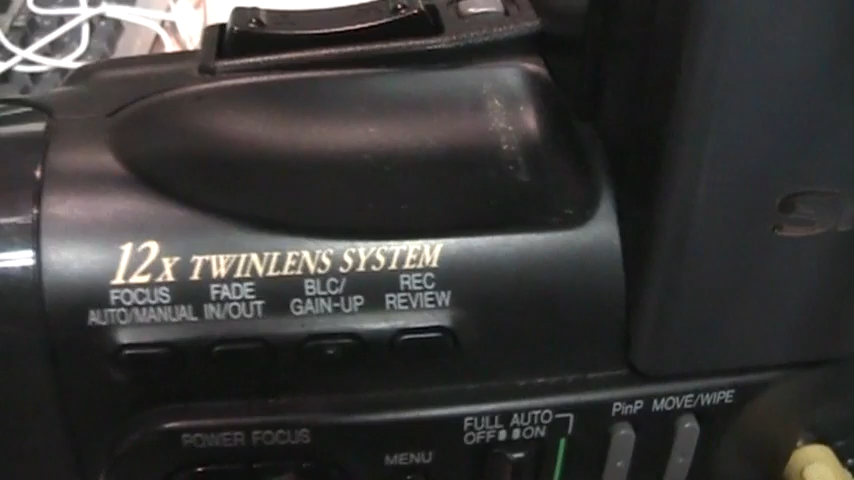 12x TWINLENS SYSTEM
FOCUS
AUTO/MANUAL
FADE
IN/OUT
BLC/
GAIN-UP
REC
REVIEW
POWER FOCUS
MENU
FULL AUTO
OFF ON
PinP
MOVE/WIPE